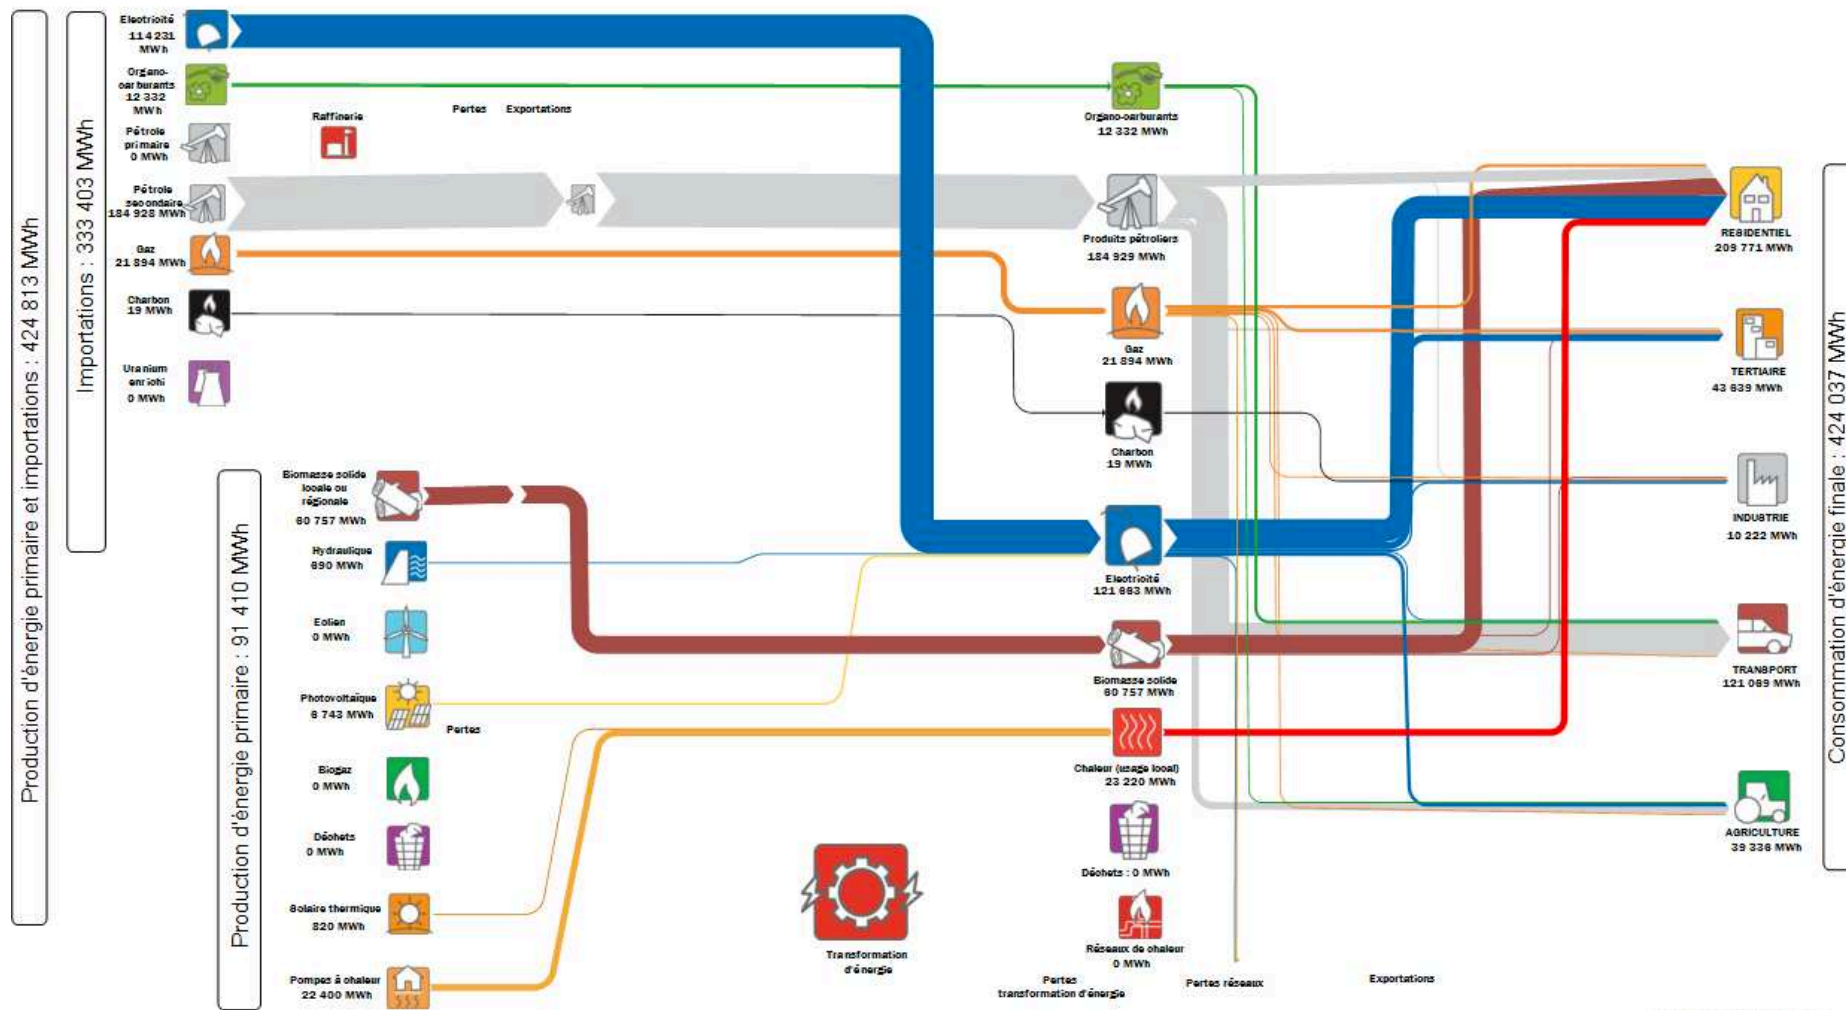 Production d'énergie primaire et importations : 424 813 MWh
Importations : 333 403 MWh
Electricité
114 231
MWh
Organo-
carburants
12 332
MWh
Pétrole
primaire
0 MWh
Pétrole
secondaire
184 928 MWh
Gaz
21 894 MWh
Charbon
19 MWh
Uranium
enrichi
0 MWh
Raffinerie
Pertes
Exportations
Production d'énergie primaire : 91 410 MWh
Biomasse solide
locale ou
régionale
60 757 MWh
Hydraulique
690 MWh
Eolien
0 MWh
Photovoltaïque
6 743 MWh
Biogaz
0 MWh
Déchets
0 MWh
Solaire thermique
820 MWh
Pompes à chaleur
22 400 MWh
Pertes
Transformation
d'énergie
Organo-carburants
12 332 MWh
Produits pétroliers
184 929 MWh
Gaz
21 894 MWh
Charbon
19 MWh
Electricité
121 663 MWh
Biomasse solide
60 757 MWh
Chaleur (usage local)
23 220 MWh
Déchets : 0 MWh
Réseaux de chaleur
0 MWh
Pertes
transformation d'énergie
Pertes réseaux
Exportations
RESIDENTIEL
209 771 MWh
TERTIAIRE
43 639 MWh
INDUSTRIE
10 222 MWh
TRANSPORT
121 069 MWh
AGRICULTURE
39 336 MWh
Consommation d'énergie finale : 424 037 MWh